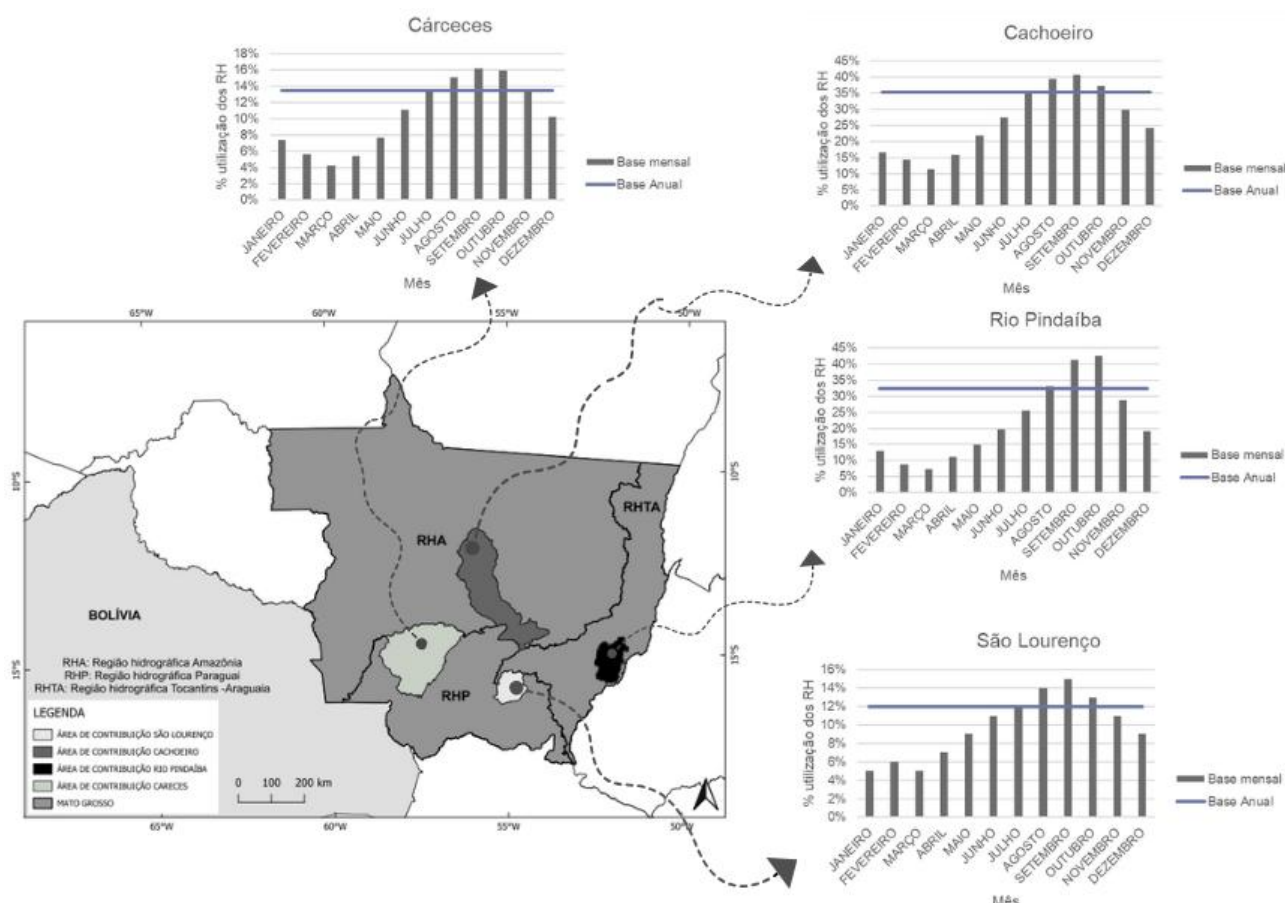 Cárceces
18%
16%
14%
12%
10%
8%
6%
4%
2%
0%
% utilização dos RH
JANEIRO
FEVEREIRO
MARÇO
ABRIL
MAIO
JUNHO
JULHO
AGOSTO
SETEMBRO
OUTUBRO
NOVEMBRO
DEZEMBRO
Mês
Base mensal
Base Anual
Cachoeiro
45%
40%
35%
30%
25%
20%
15%
10%
5%
0%
% utilização dos RH
JANEIRO
FEVEREIRO
MARÇO
ABRIL
MAIO
JUNHO
JULHO
AGOSTO
SETEMBRO
OUTUBRO
NOVEMBRO
DEZEMBRO
Mês
Base mensal
Base Anual
Rio Pindaíba
45%
40%
35%
30%
25%
20%
15%
10%
5%
0%
% utilização dos RH
JANEIRO
FEVEREIRO
MARÇO
ABRIL
MAIO
JUNHO
JULHO
AGOSTO
SETEMBRO
OUTUBRO
NOVEMBRO
DEZEMBRO
Mês
Base mensal
Base Anual
São Lourenço
16%
14%
12%
10%
8%
6%
4%
2%
0%
% utilização dos RH
JANEIRO
FEVEREIRO
MARÇO
ABRIL
MAIO
JUNHO
JULHO
AGOSTO
SETEMBRO
OUTUBRO
NOVEMBRO
DEZEMBRO
Mês
Base mensal
Base Anual
65°W
60°W
55°W
50°W
10°S
15°S
10°S
15°S
RHA
RHTA
RHP
BOLÍVIA
RHA: Região hidrográfica Amazônia
RHP: Região hidrográfica Paraguai
RHTA: Região hidrográfica Tocantins -Araguaia
LEGENDA
ÁREA DE CONTRIBUIÇÃO SÃO LOURENÇO
ÁREA DE CONTRIBUIÇÃO CACHOEIRO
ÁREA DE CONTRIBUIÇÃO RIO PINDAÍBA
ÁREA DE CONTRIBUIÇÃO CARECES
MATO GROSSO
0 100 200 km
65°W
60°W
55°W
50°W